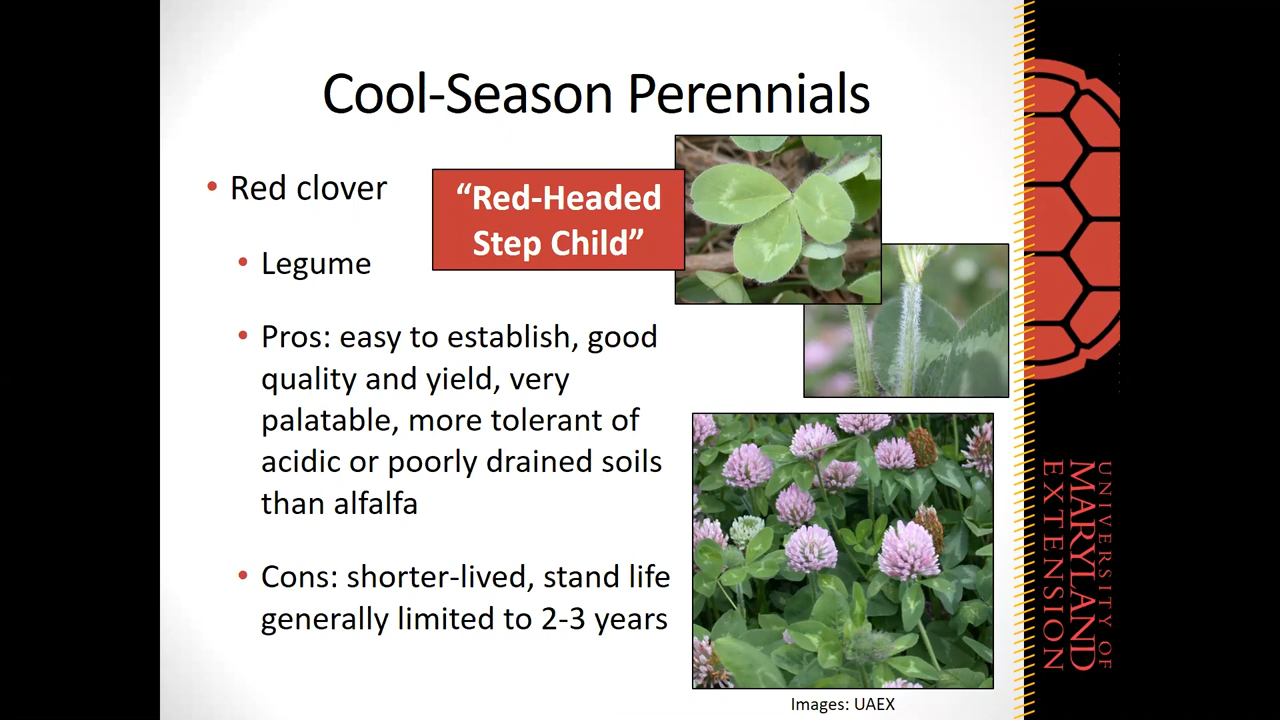 Cool-Season Perennials
• Red clover
“Red-Headed
Step Child”
• Legume
• Pros: easy to establish, good
quality and yield, very
palatable, more tolerant of
acidic or poorly drained soils
than alfalfa
• Cons: shorter-lived, stand life
generally limited to 2-3 years
Images: UAEX
UNIVERSITY OF
MARYLAND
EXTENSION